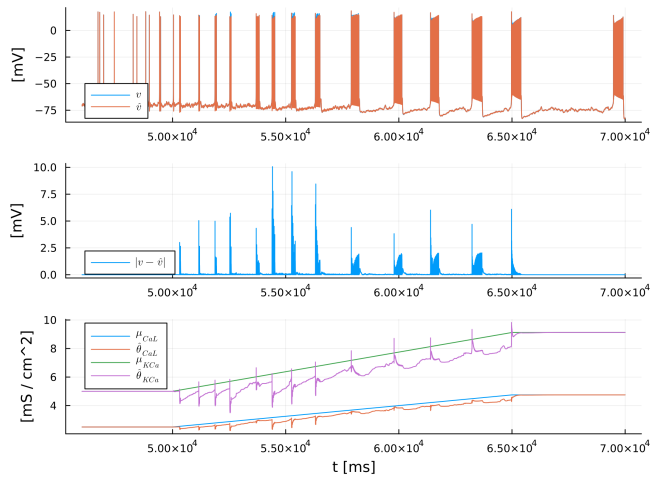 [mV]
0
−25
−50
−75
v
v̂
5.00×10⁴
5.50×10⁴
6.00×10⁴
6.50×10⁴
7.00×10⁴
[mV]
10.0
7.5
5.0
2.5
0.0
|v − v̂|
5.00×10⁴
5.50×10⁴
6.00×10⁴
6.50×10⁴
7.00×10⁴
[mS / cm^2]
10
8
6
4
μ_CaL
θ̂_CaL
μ_KCa
θ̂_KCa
5.00×10⁴
5.50×10⁴
6.00×10⁴
6.50×10⁴
7.00×10⁴
t [ms]